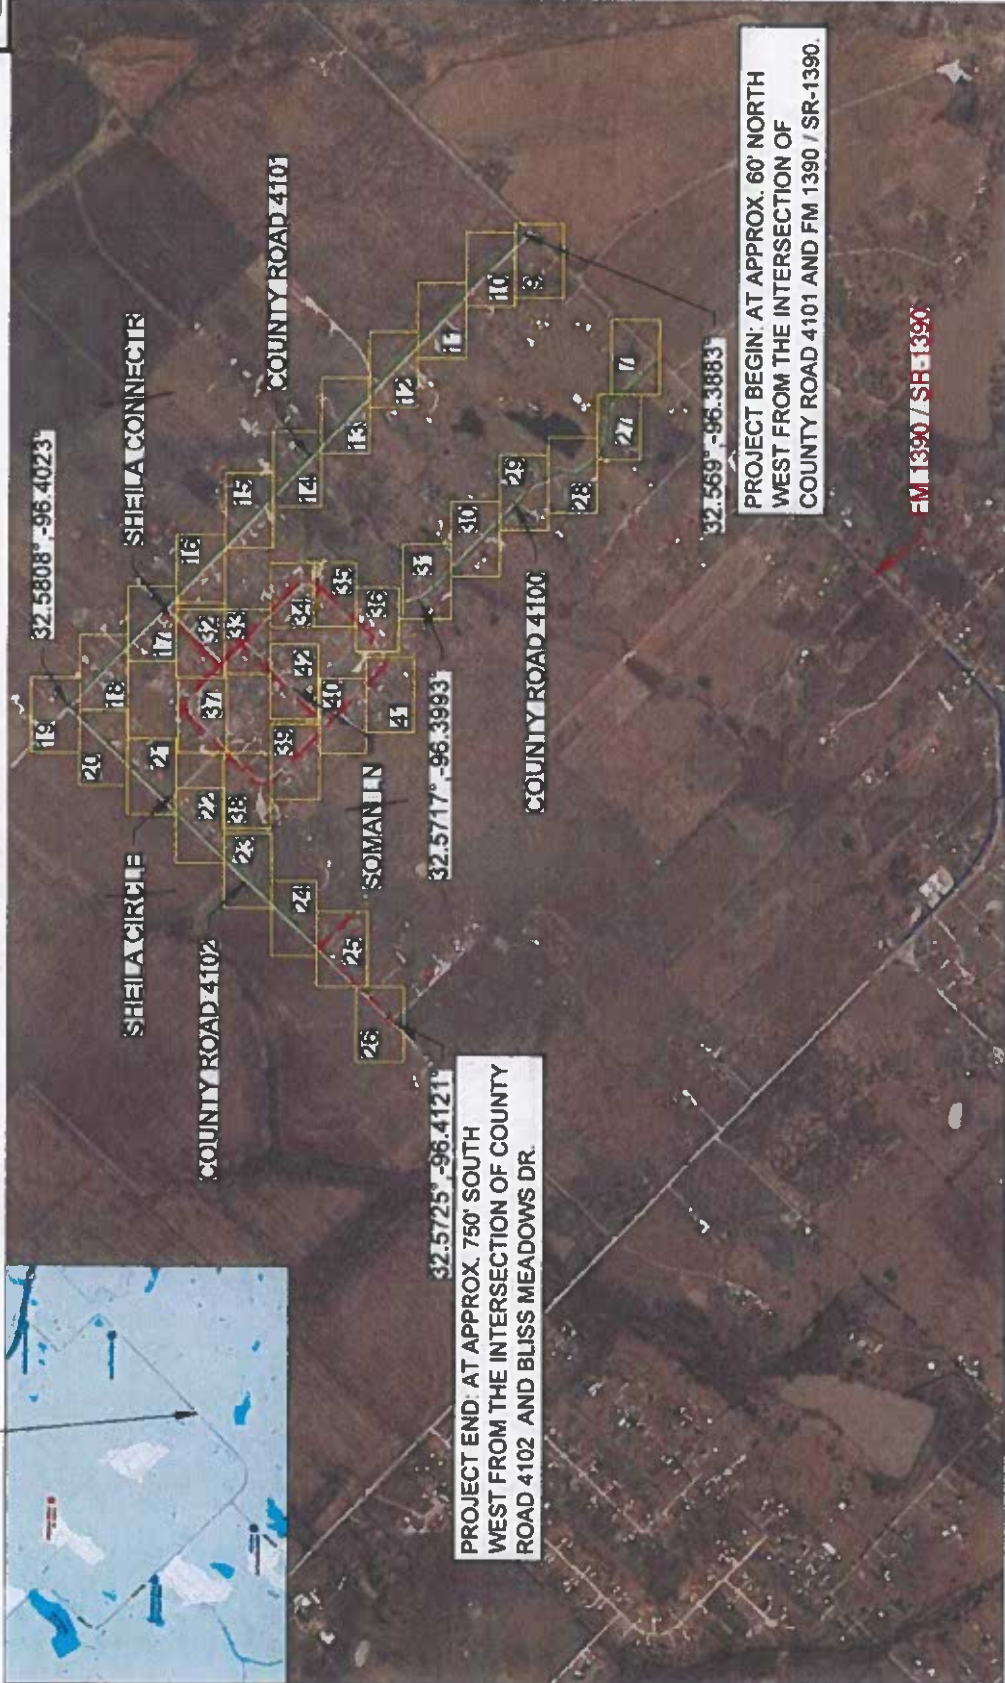 32.5808° -96.4023°
SHEILA CONNECTR
COUNTY ROAD 4101
SHEILA CIRCLE
COUNTY ROAD 4102
19
20
18
17
21
16
15
22
37
32
33
14
13
38
23
39
42
34
35
12
11
10
9
24
25
26
40
41
36
31
30
29
28
27
SOMAN LN
32.5717° -96.3993°
COUNTY ROAD 4100
32.569° -96.3883°
32.5725° -96.4121°
PROJECT BEGIN: AT APPROX. 60' NORTH
WEST FROM THE INTERSECTION OF
COUNTY ROAD 4101 AND FM 1390 / SR-1390.
PROJECT END: AT APPROX. 750' SOUTH
WEST FROM THE INTERSECTION OF COUNTY
ROAD 4102 AND BLISS MEADOWS DR.
FM 1390 / SR-1390